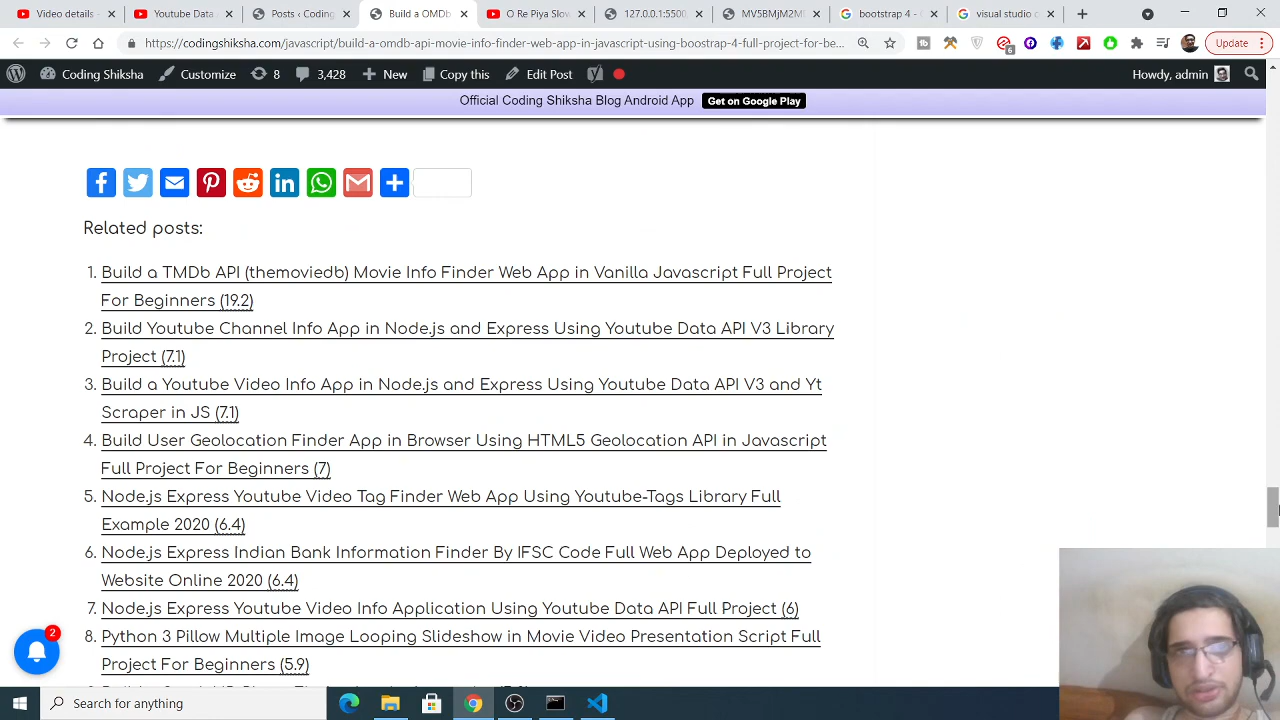 Video details - Y
Youtube Data A
Posts ‹ Coding
Build a OMDb
O Re Piya Slow
127.0.0.1:5500
MV5BMjM2MD
bootstrap 4 - G
visual studio c
https://codingshiksha.com/javascript/build-a-omdb-api-movie-info-finder-web-app-in-javascript-using-boostrap-4-full-project-for-be...
6
Update
Coding Shiksha
Customize
8
3,428
New
Copy this
Edit Post
Howdy, admin
Official Coding Shiksha Blog Android App
Get on Google Play
Related posts:
1. Build a TMDb API (themoviedb) Movie Info Finder Web App in Vanilla Javascript Full Project
For Beginners (19.2)
2. Build Youtube Channel Info App in Node.js and Express Using Youtube Data API V3 Library
Project (7.1)
3. Build a Youtube Video Info App in Node.js and Express Using Youtube Data API V3 and Yt
Scraper in JS (7.1)
4. Build User Geolocation Finder App in Browser Using HTML5 Geolocation API in Javascript
Full Project For Beginners (7)
5. Node.js Express Youtube Video Tag Finder Web App Using Youtube-Tags Library Full
Example 2020 (6.4)
6. Node.js Express Indian Bank Information Finder By IFSC Code Full Web App Deployed to
Website Online 2020 (6.4)
7. Node.js Express Youtube Video Info Application Using Youtube Data API Full Project (6)
8. Python 3 Pillow Multiple Image Looping Slideshow in Movie Video Presentation Script Full
Project For Beginners (5.9)
2
Search for anything